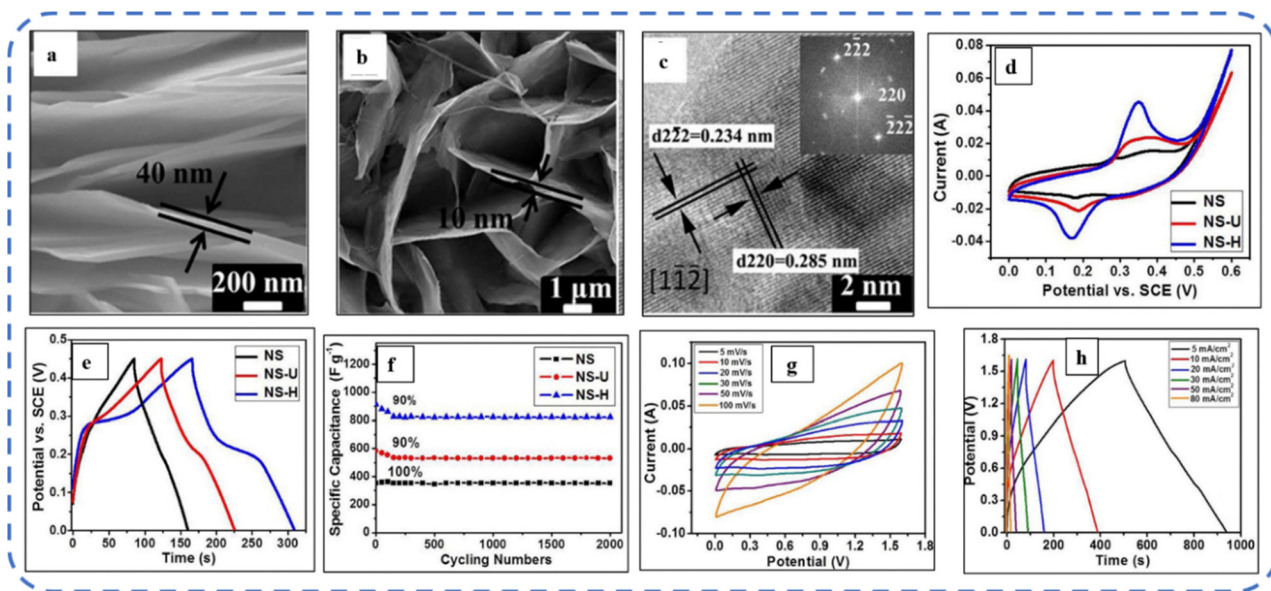 a
40 nm
200 nm
b
10 nm
1 µm
c
22̄2
220
2̄22̄
d22̄2=0.234 nm
d220=0.285 nm
[11̄2̄]
2 nm
d
Current (A)
0.08
0.06
0.04
0.02
0.00
-0.02
-0.04
NS
NS-U
NS-H
0.0 0.1 0.2 0.3 0.4 0.5 0.6
Potential vs. SCE (V)
e
Potential vs. SCE (V)
0.5
0.4
0.3
0.2
0.1
0.0
NS
NS-U
NS-H
0 50 100 150 200 250 300
Time (s)
f
Specific Capacitance (F g-1)
1400
1200
1000
800
600
400
200
0
NS
NS-U
NS-H
90%
90%
100%
0 500 1000 1500 2000
Cycling Numbers
g
Current (A)
0.10
0.05
0.00
-0.05
-0.10
5 mV/s
10 mV/s
20 mV/s
30 mV/s
50 mV/s
100 mV/s
0.0 0.3 0.6 0.9 1.2 1.5 1.8
Potential (V)
h
Potential (V)
1.8
1.5
1.2
0.9
0.6
0.3
0.0
5 mA/cm2
10 mA/cm2
20 mA/cm2
30 mA/cm2
50 mA/cm2
80 mA/cm2
0 200 400 600 800 1000
Time (s)